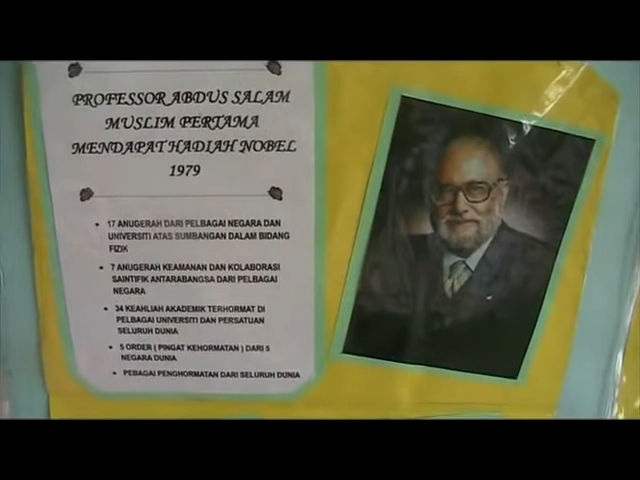 PROFESSOR ABDUS SALAM
MUSLIM PERTAMA
MENDAPAT HADIAH NOBEL
1979
• 17 ANUGERAH DARI PELBAGAI NEGARA DAN
UNIVERSITI ATAS SUMBANGAN DALAM BIDANG
FIZIK
• 7 ANUGERAH KEAMANAN DAN KOLABORASI
SAINTIFIK ANTARABANGSA DARI PELBAGAI
NEGARA
• 34 KEAHLIAH AKADEMIK TERHORMAT DI
PELBAGAI UNIVERSITI DAN PERSATUAN
SELURUH DUNIA
• 5 ORDER ( PINGAT KEHORMATAN ) DARI 5
NEGARA DUNIA
• PEBAGAI PENGHORMATAN DARI SELURUH DUNIA